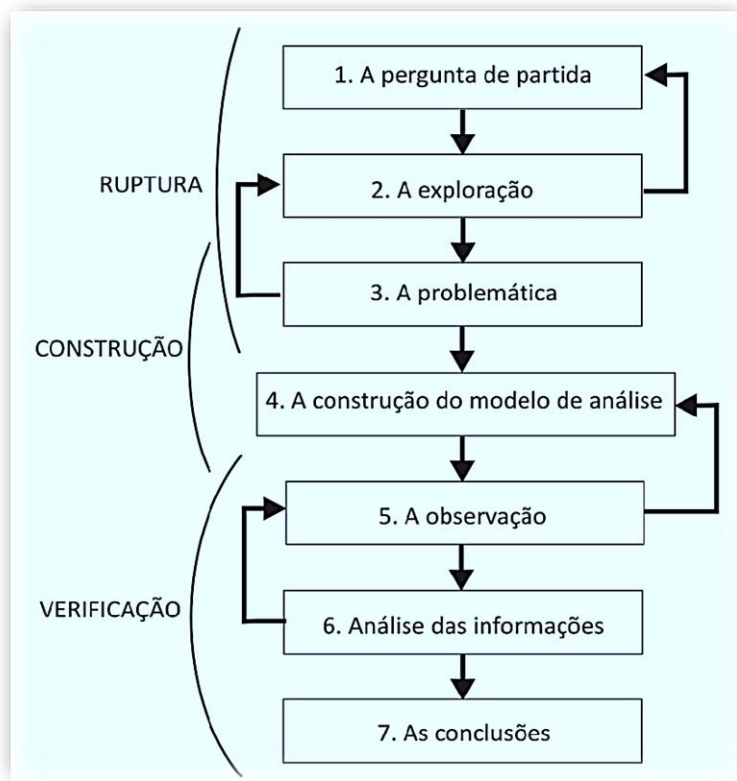 1. A pergunta de partida
RUPTURA
2. A exploração
3. A problemática
CONSTRUÇÃO
4. A construção do modelo de análise
5. A observação
VERIFICAÇÃO
6. Análise das informações
7. As conclusões